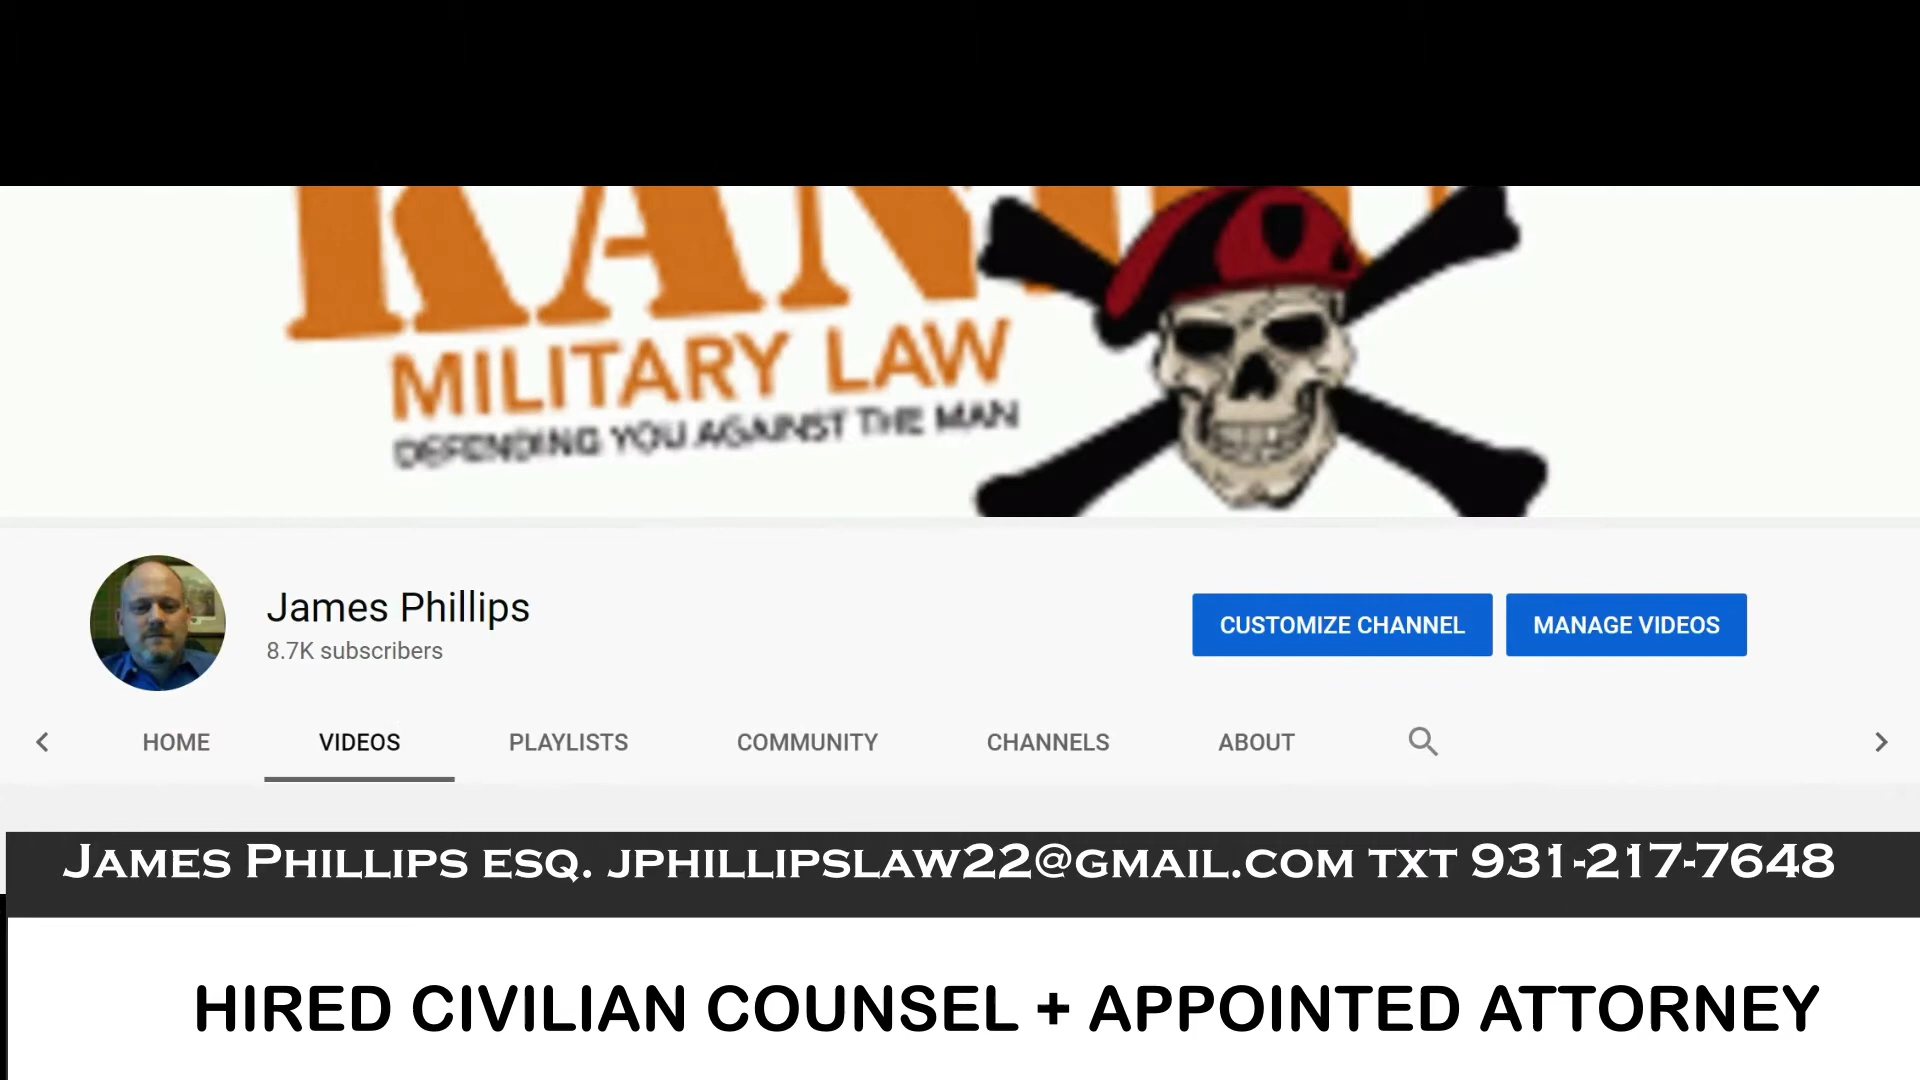 MILITARY LAW
DEFENDING YOU AGAINST THE MAN
James Phillips
8.7K subscribers
CUSTOMIZE CHANNEL
MANAGE VIDEOS
HOME
VIDEOS
PLAYLISTS
COMMUNITY
CHANNELS
ABOUT
JAMES PHILLIPS ESQ. JPHILLIPSLAW22@GMAIL.COM TXT 931-217-7648
HIRED CIVILIAN COUNSEL + APPOINTED ATTORNEY